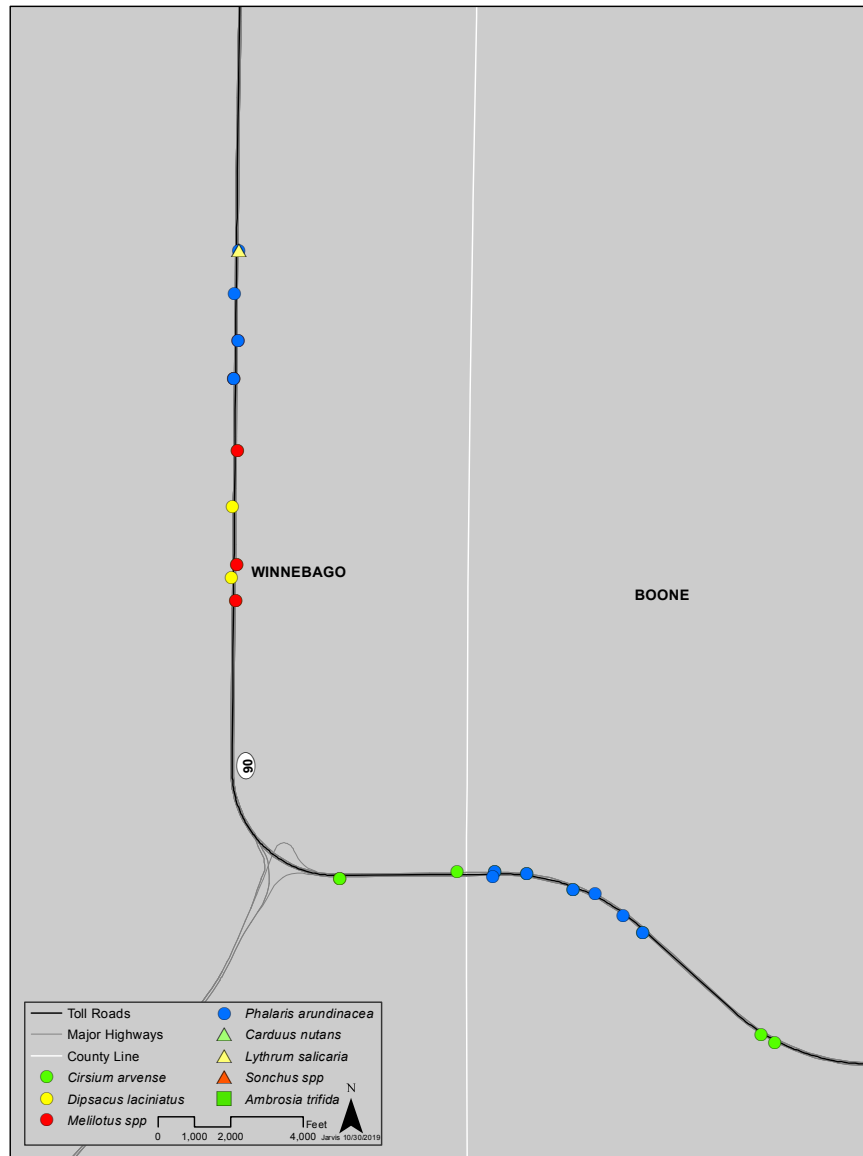 WINNEBAGO
BOONE
90
Toll Roads
Major Highways
County Line
Cirsium arvense
Dipsacus laciniatus
Melilotus spp
Phalaris arundinacea
Carduus nutans
Lythrum salicaria
Sonchus spp
Ambrosia trifida
N
Feet
0 1,000 2,000 4,000
Jarvis 10/30/2019